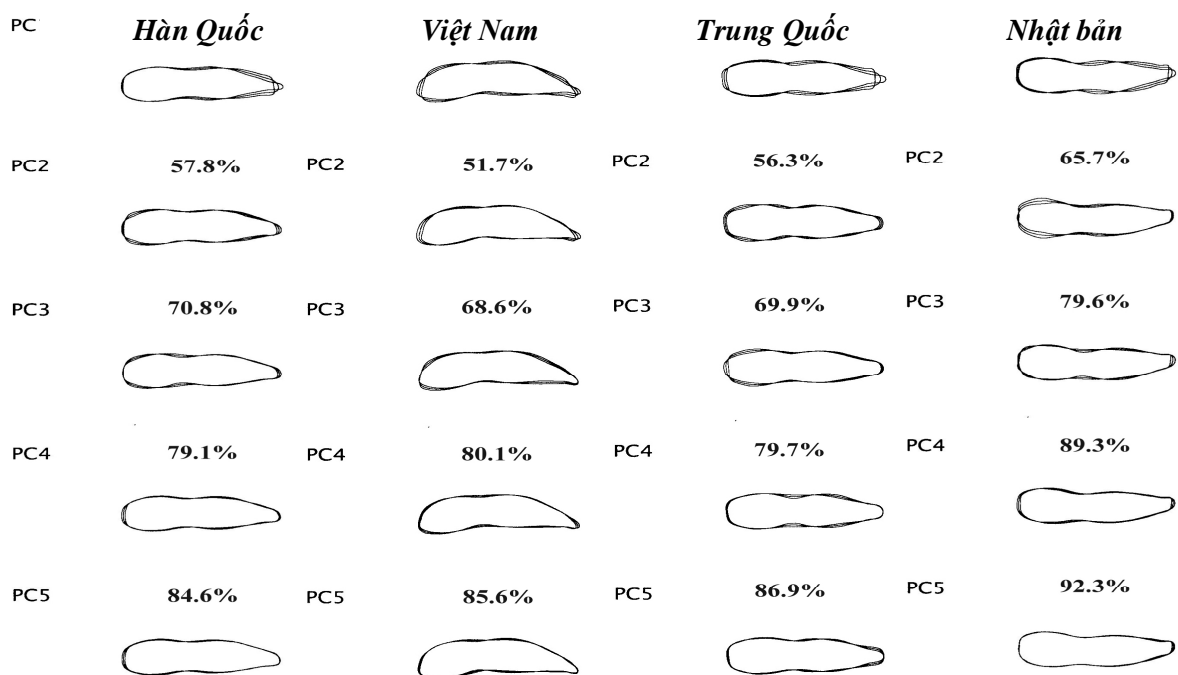 PC Hàn Quốc Việt Nam Trung Quốc Nhật bản
PC2 57.8% PC2 51.7% PC2 56.3% PC2 65.7%
PC3 70.8% PC3 68.6% PC3 69.9% PC3 79.6%
PC4 79.1% PC4 80.1% PC4 79.7% PC4 89.3%
PC5 84.6% PC5 85.6% PC5 86.9% PC5 92.3%